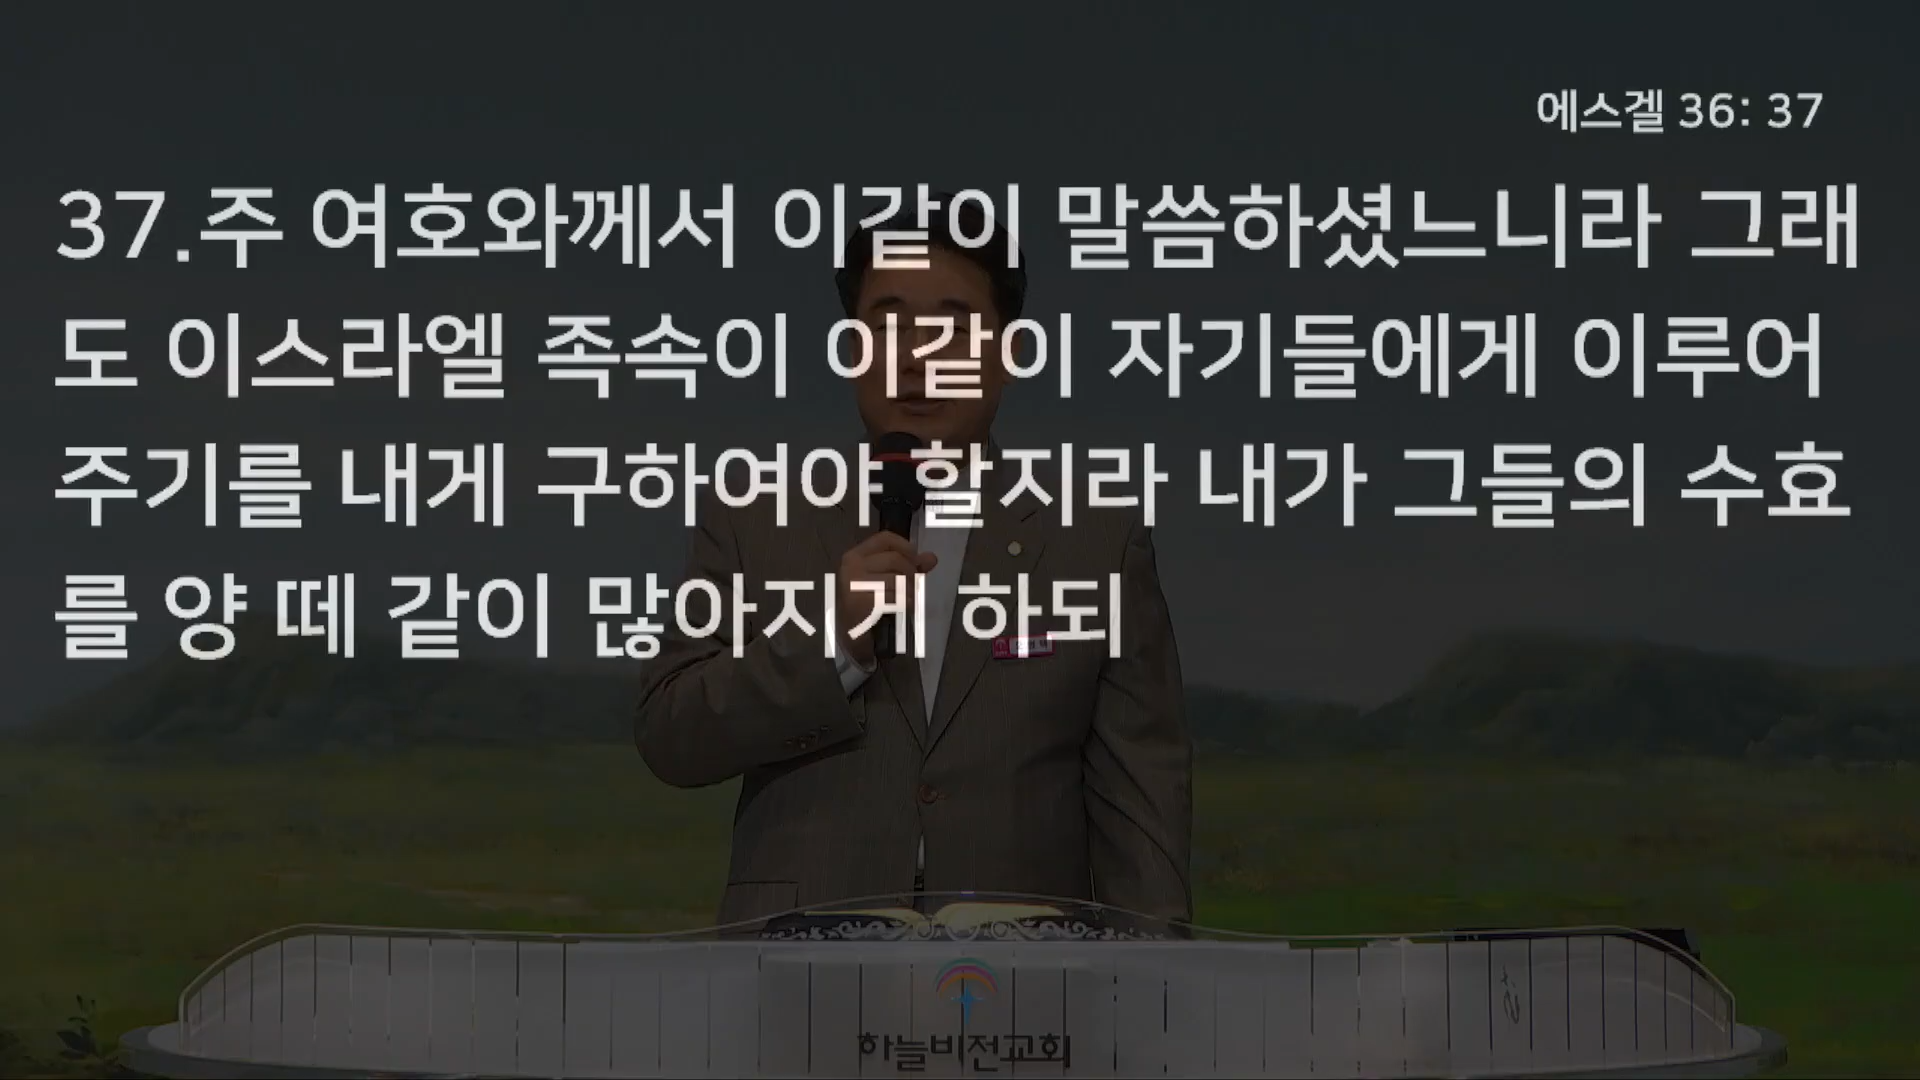 에스겔 36: 37
37.주 여호와께서 이같이 말씀하셨느니라 그래
도 이스라엘 족속이 이같이 자기들에게 이루어
주기를 내게 구하여야 할지라 내가 그들의 수효
를 양 떼 같이 많아지게 하되
하늘비전교회